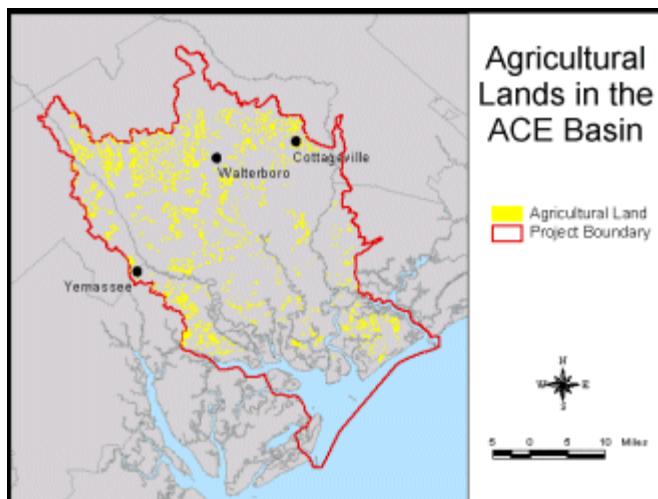 Agricultural
Lands in the
ACE Basin
Cottageville
Walterboro
Yemassee
Agricultural Land
Project Boundary
N
W E
S
5 0 5 10 Miles